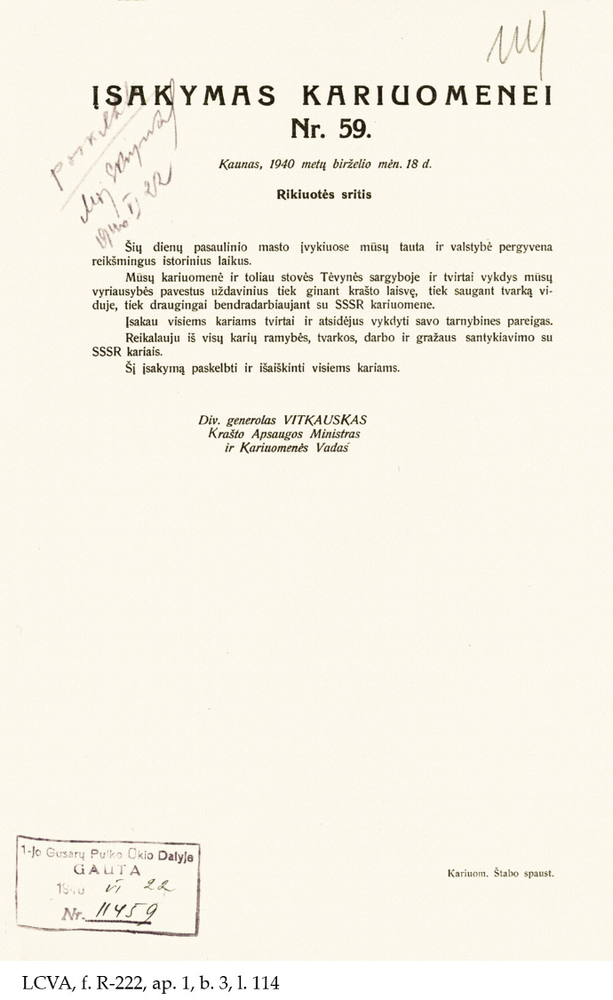 ĮSAKYMAS KARIUOMENEI
Nr. 59.
Kaunas, 1940 metų birželio mėn. 18 d.
Rikiuotės sritis
Šių dienų pasaulinio masto įvykiuose mūsų tauta ir valstybė pergyvena
reikšmingus istorinius laikus.
Mūsų kariuomenė ir toliau stovės Tėvynės sargyboje ir tvirtai vykdys mūsų
vyriausybės pavestus uždavinius tiek ginant krašto laisvę, tiek saugant tvarką vi-
duje, tiek draugingai bendradarbiaujant su SSSR kariuomene.
Įsakau visiems kariams tvirtai ir atsidėjus vykdyti savo tarnybines pareigas.
Reikalauju iš visų karių ramybės, tvarkos, darbo ir gražaus santykiavimo su
SSSR kariais.
Šį įsakymą paskelbti ir išaiškinti visiems kariams.
Div. generolas VITKAUSKAS
Krašto Apsaugos Ministras
ir Kariuomenės Vadas
1-jo Gusarų Pulko Ūkio Dalyje
GAUTA
1940 VI 22
Nr. 11459
Kariuom. Štabo spaust.
LCVA, f. R-222, ap. 1, b. 3, l. 114